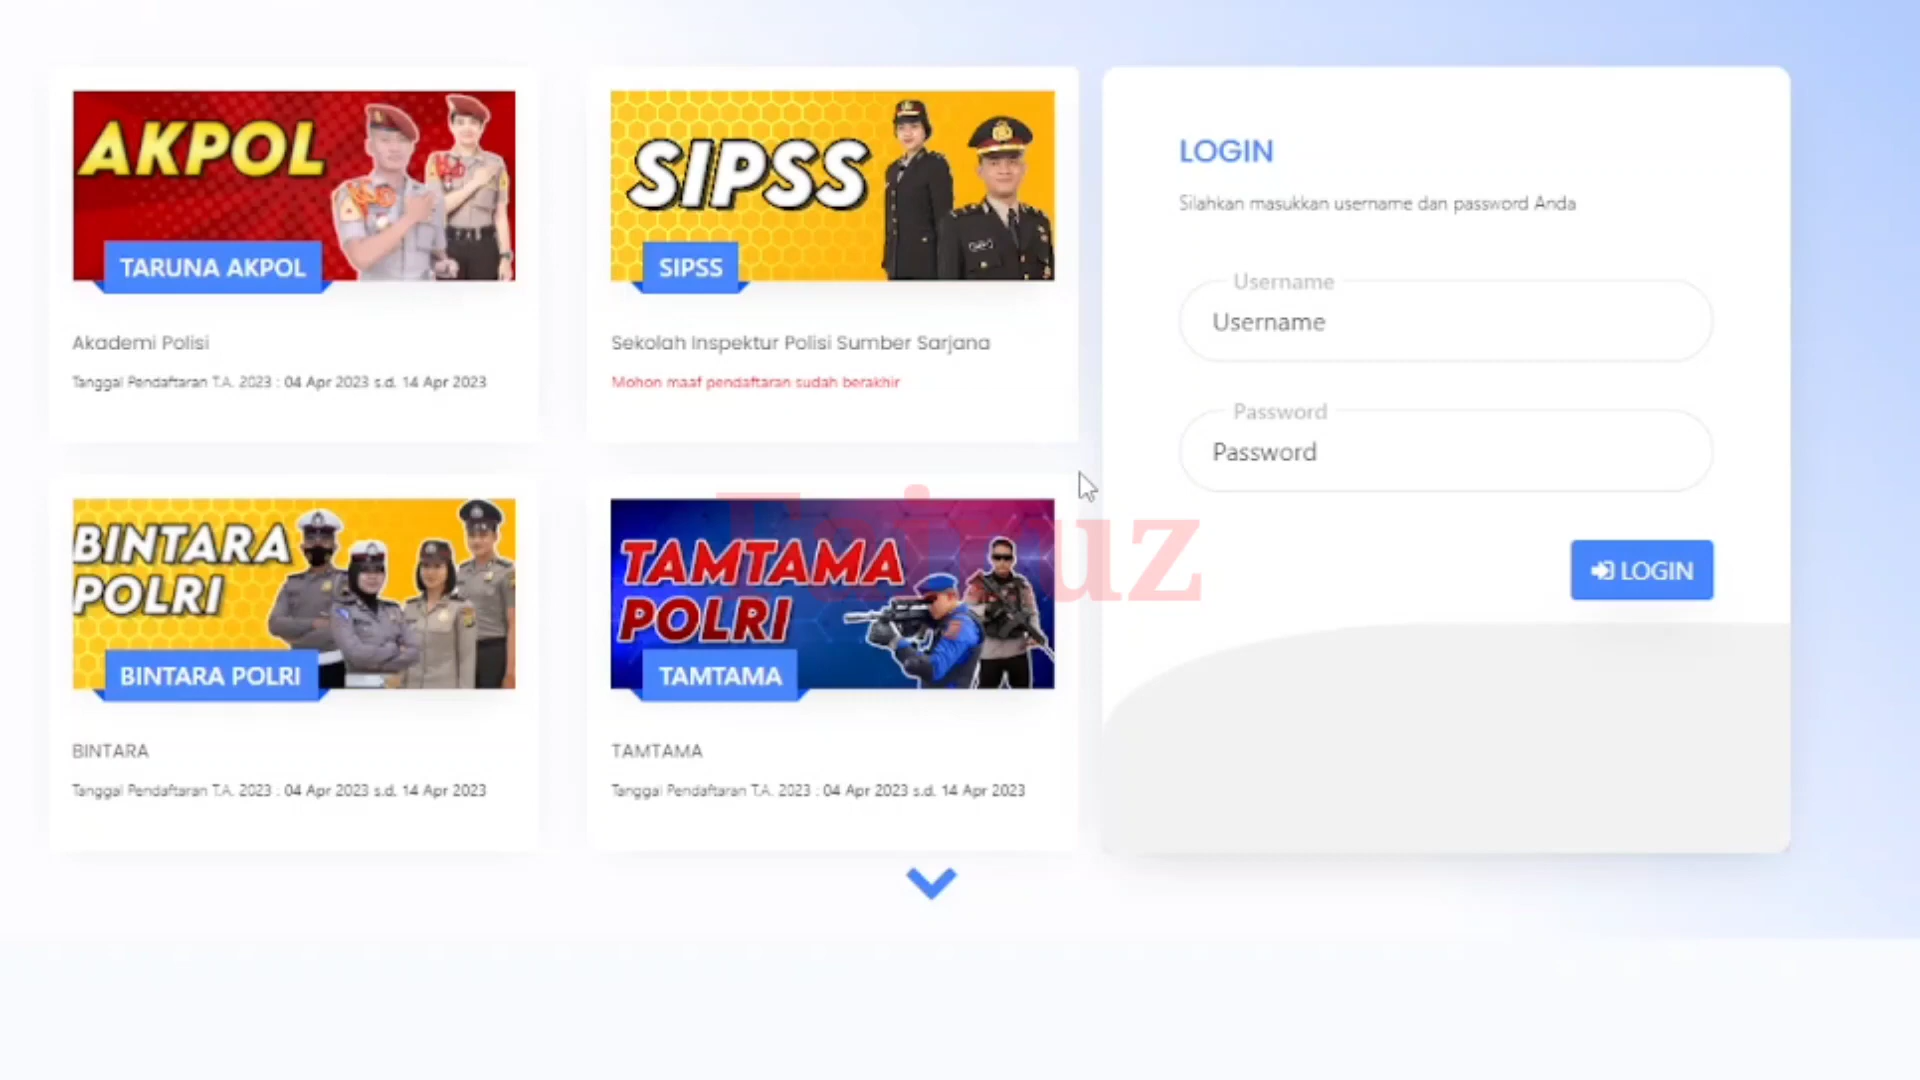 AKPOL
TARUNA AKPOL
Akademi Polisi
Tanggal Pendaftaran T.A. 2023 : 04 Apr 2023 s.d. 14 Apr 2023
SIPSS
SIPSS
Sekolah Inspektur Polisi Sumber Sarjana
Mohon maaf pendaftaran sudah berakhir
BINTARA
POLRI
BINTARA POLRI
BINTARA
Tanggal Pendaftaran T.A. 2023 : 04 Apr 2023 s.d. 14 Apr 2023
TAMTAMA
POLRI
TAMTAMA
TAMTAMA
Tanggal Pendaftaran T.A. 2023 : 04 Apr 2023 s.d. 14 Apr 2023
LOGIN
Silahkan masukkan username dan password Anda
Username
Username
Password
Password
LOGIN